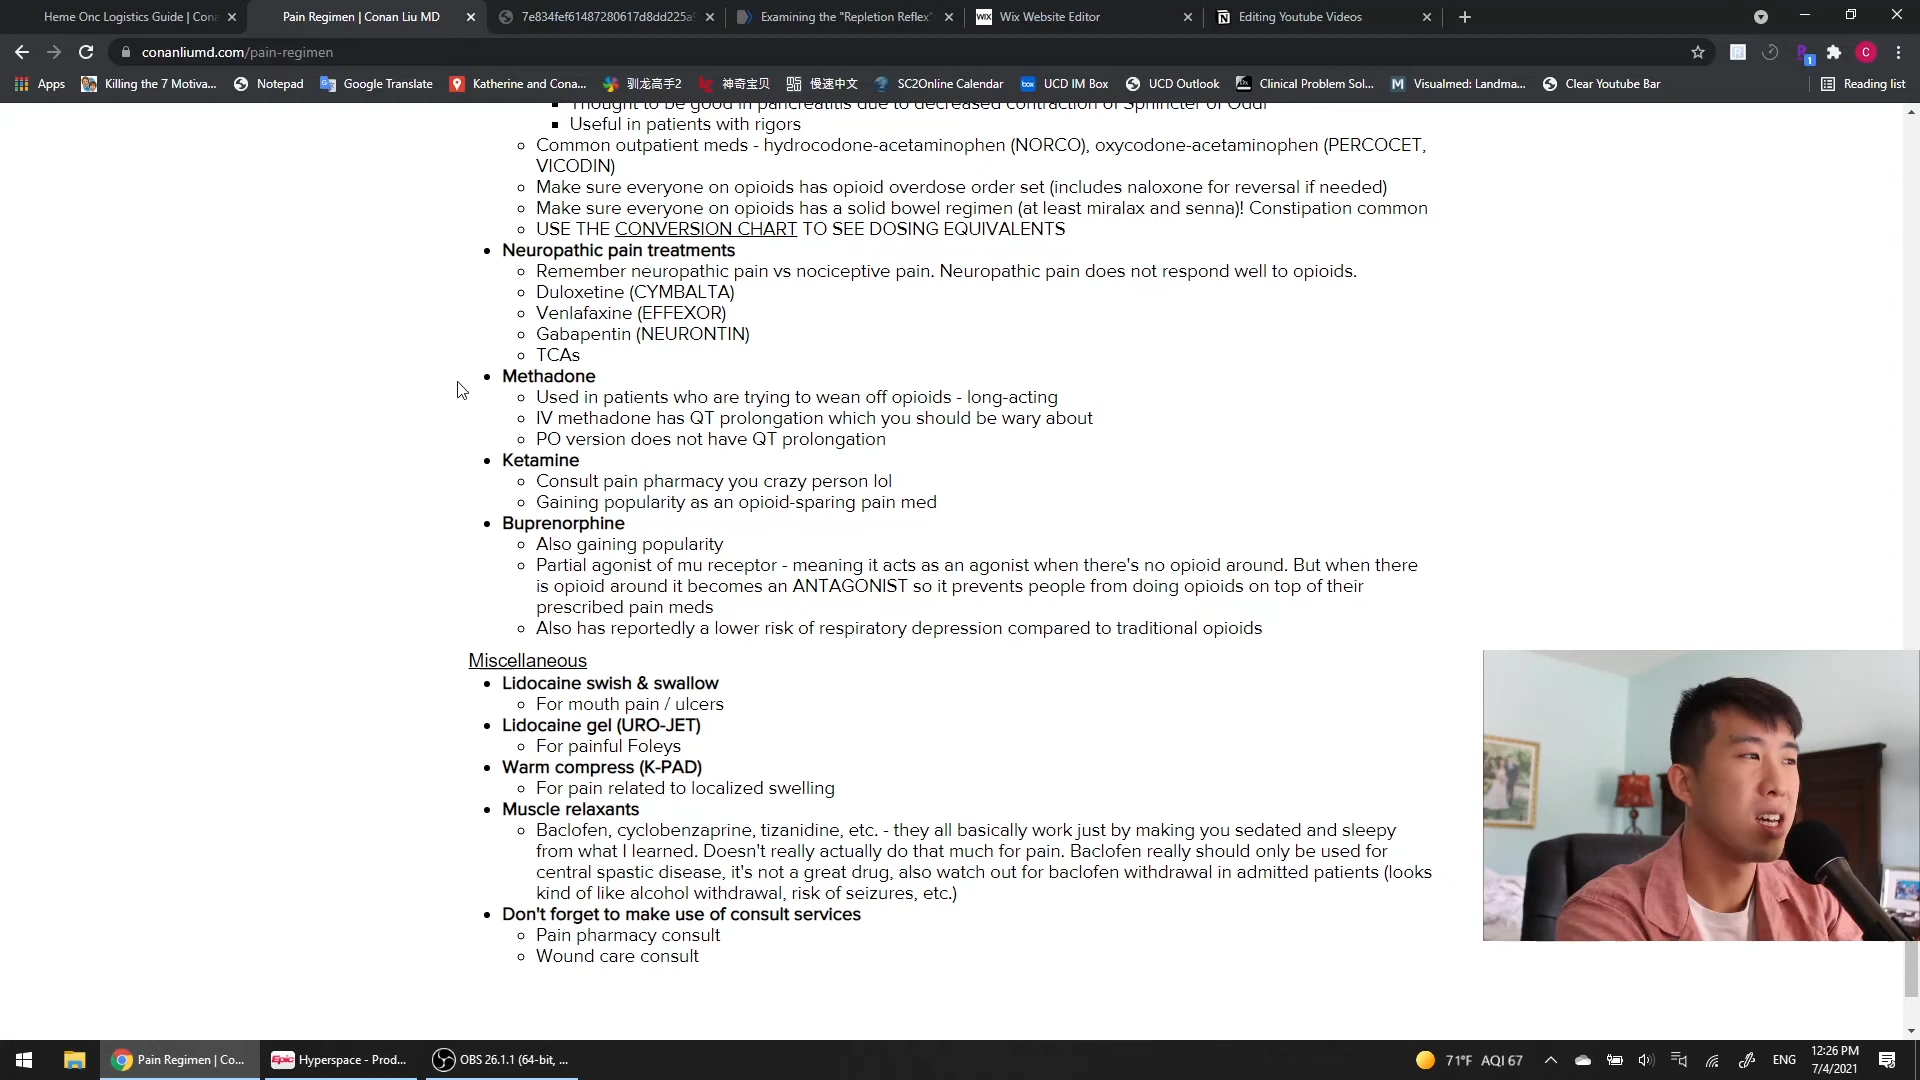 Heme Onc Logistics Guide | Con
Pain Regimen | Conan Liu MD
7e834fef61487280617d8dd225a
Examining the "Repletion Reflex"
WIX Wix Website Editor
Editing Youtube Videos
conanliumd.com/pain-regimen
C
1
Apps
Killing the 7 Motiva...
Notepad
Google Translate
Katherine and Cona...
驯龙高手2
神奇宝贝
慢速中文
SC2Online Calendar
box UCD IM Box
UCD Outlook
Clinical Problem Sol...
M Visualmed: Landma...
Clear Youtube Bar
Reading list
Thought to be good in pancreatitis due to decreased contraction of Sphincter of Oddi
Useful in patients with rigors
Common outpatient meds - hydrocodone-acetaminophen (NORCO), oxycodone-acetaminophen (PERCOCET,
VICODIN)
Make sure everyone on opioids has opioid overdose order set (includes naloxone for reversal if needed)
Make sure everyone on opioids has a solid bowel regimen (at least miralax and senna)! Constipation common
USE THE CONVERSION CHART TO SEE DOSING EQUIVALENTS
Neuropathic pain treatments
Remember neuropathic pain vs nociceptive pain. Neuropathic pain does not respond well to opioids.
Duloxetine (CYMBALTA)
Venlafaxine (EFFEXOR)
Gabapentin (NEURONTIN)
TCAs
Methadone
Used in patients who are trying to wean off opioids - long-acting
IV methadone has QT prolongation which you should be wary about
PO version does not have QT prolongation
Ketamine
Consult pain pharmacy you crazy person lol
Gaining popularity as an opioid-sparing pain med
Buprenorphine
Also gaining popularity
Partial agonist of mu receptor - meaning it acts as an agonist when there's no opioid around. But when there
is opioid around it becomes an ANTAGONIST so it prevents people from doing opioids on top of their
prescribed pain meds
Also has reportedly a lower risk of respiratory depression compared to traditional opioids
Miscellaneous
Lidocaine swish & swallow
For mouth pain / ulcers
Lidocaine gel (URO-JET)
For painful Foleys
Warm compress (K-PAD)
For pain related to localized swelling
Muscle relaxants
Baclofen, cyclobenzaprine, tizanidine, etc. - they all basically work just by making you sedated and sleepy
from what I learned. Doesn't really actually do that much for pain. Baclofen really should only be used for
central spastic disease, it's not a great drug, also watch out for baclofen withdrawal in admitted patients (looks
kind of like alcohol withdrawal, risk of seizures, etc.)
Don't forget to make use of consult services
Pain pharmacy consult
Wound care consult
Pain Regimen | Co...
Epic Hyperspace - Prod...
OBS 26.1.1 (64-bit, ...
71°F AQI 67
ENG
12:26 PM
7/4/2021